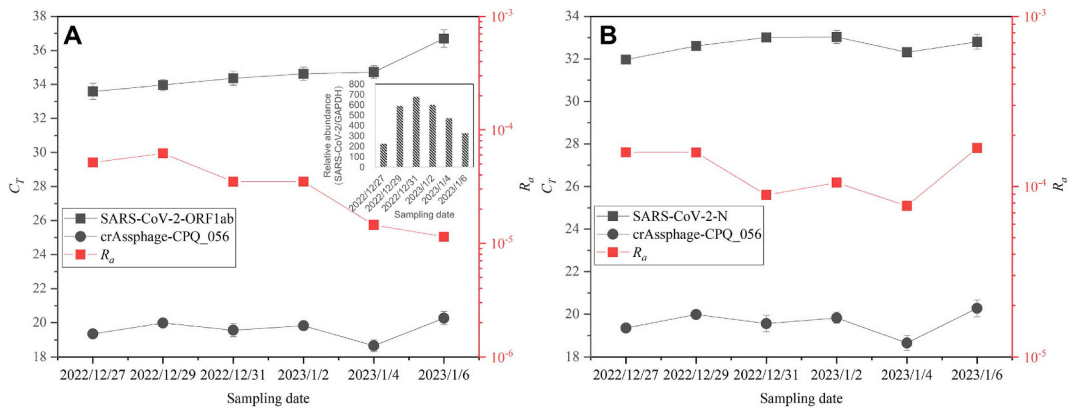 A
38
36
34
32
30
28
26
24
22
20
18
C_T
10⁻³
10⁻⁴
10⁻⁵
10⁻⁶
R_a
SARS-CoV-2-ORF1ab
crAssphage-CPQ_056
R_a
2022/12/27 2022/12/29 2022/12/31 2023/1/2 2023/1/4 2023/1/6
Sampling date
Relative abundance
(SARS-CoV-2/GAPDH)
800
700
600
500
400
300
200
100
0
2022/12/27
2022/12/29
2022/12/31
2023/1/2
2023/1/4
2023/1/6
Sampling date
B
34
32
30
28
26
24
22
20
18
C_T
10⁻³
10⁻⁴
10⁻⁵
R_a
SARS-CoV-2-N
crAssphage-CPQ_056
R_a
2022/12/27 2022/12/29 2022/12/31 2023/1/2 2023/1/4 2023/1/6
Sampling date